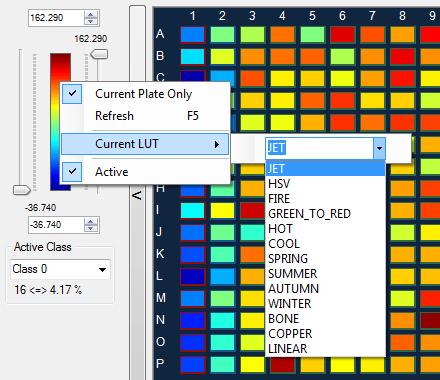 162.290
162.290
-36.740
-36.740
Active Class
Class 0
16 <=> 4.17 %
Current Plate Only
Refresh F5
Current LUT
Active
<
1 2 3 4 5 6 7 8 9
A
B
C
H
I
J
K
L
M
N
O
P
JET
JET
HSV
FIRE
GREEN_TO_RED
HOT
COOL
SPRING
SUMMER
AUTUMN
WINTER
BONE
COPPER
LINEAR